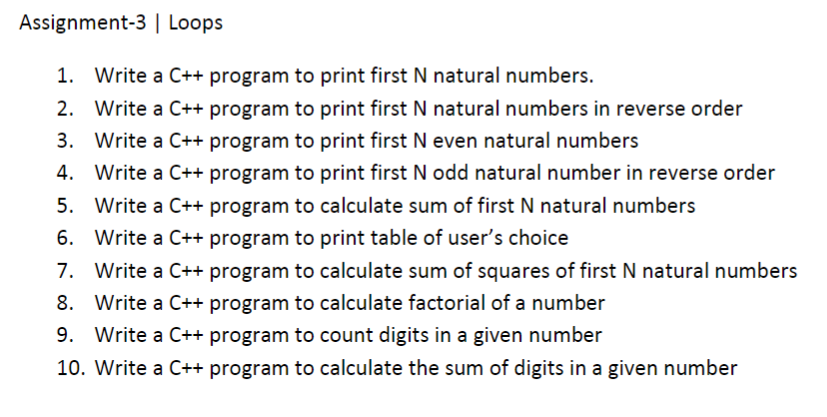 Assignment-3 | Loops
1. Write a C++ program to print first N natural numbers.
2. Write a C++ program to print first N natural numbers in reverse order
3. Write a C++ program to print first N even natural numbers
4. Write a C++ program to print first N odd natural number in reverse order
5. Write a C++ program to calculate sum of first N natural numbers
6. Write a C++ program to print table of user’s choice
7. Write a C++ program to calculate sum of squares of first N natural numbers
8. Write a C++ program to calculate factorial of a number
9. Write a C++ program to count digits in a given number
10. Write a C++ program to calculate the sum of digits in a given number